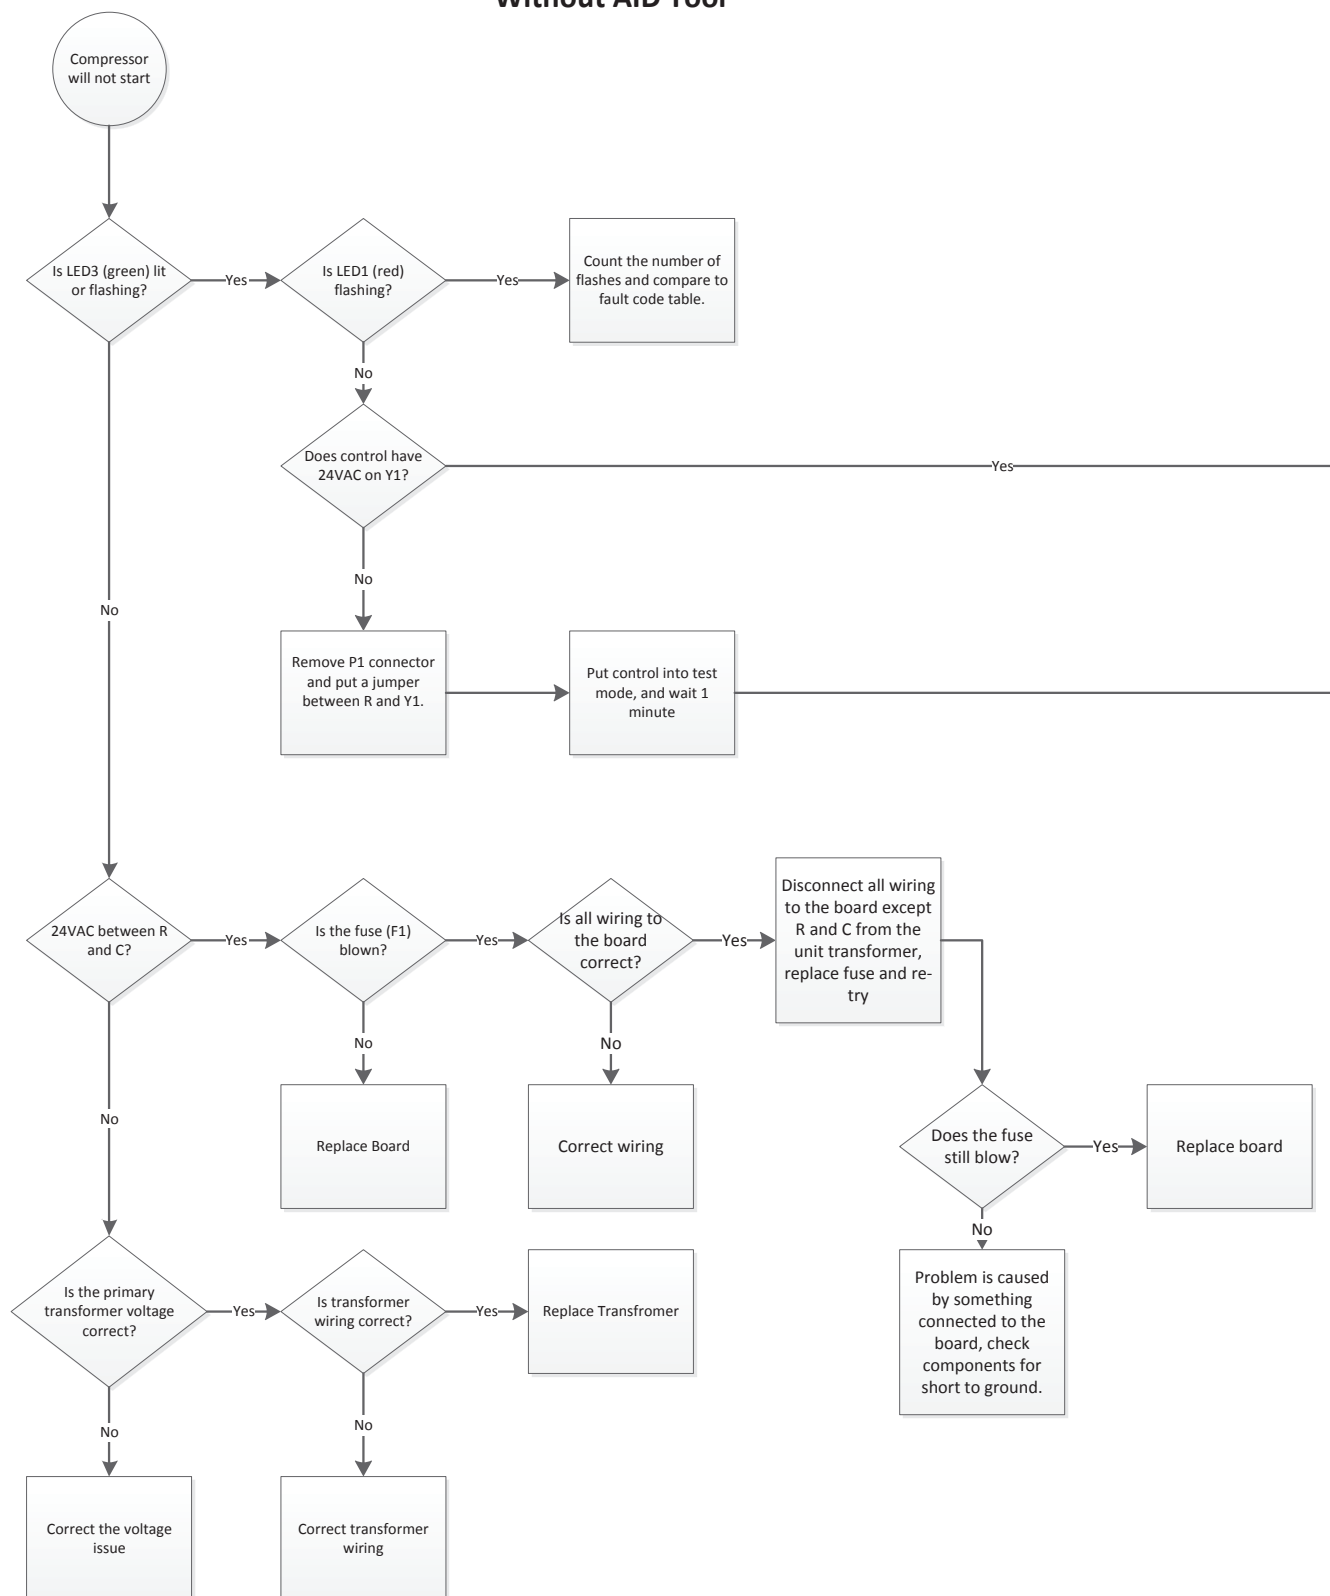 Without AID Tool
Compressor
will not start
Is LED3 (green) lit
or flashing?
Yes
Is LED1 (red)
flashing?
Yes
Count the number of
flashes and compare to
fault code table.
No
Does control have
24VAC on Y1?
Yes
No
No
Remove P1 connector
and put a jumper
between R and Y1.
Put control into test
mode, and wait 1
minute
24VAC between R
and C?
Yes
Is the fuse (F1)
blown?
Yes
Is all wiring to
the board
correct?
Yes
Disconnect all wiring
to the board except
R and C from the
unit transformer,
replace fuse and re-
try
No
No
No
Replace Board
Correct wiring
Does the fuse
still blow?
Yes
Replace board
No
Is the primary
transformer voltage
correct?
Yes
Is transformer
wiring correct?
Yes
Replace Transfromer
Problem is caused
by something
connected to the
board, check
components for
short to ground.
No
No
Correct the voltage
issue
Correct transformer
wiring